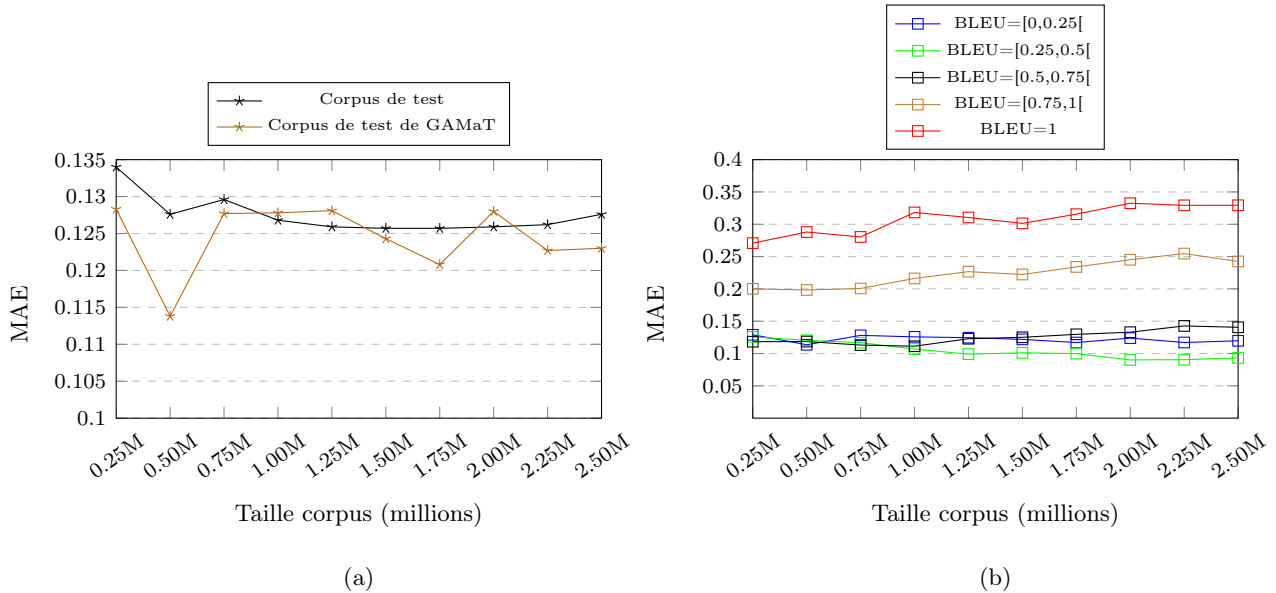 Corpus de test
Corpus de test de GAMaT
0.135
0.13
0.125
0.12
0.115
0.11
0.105
0.1
MAE
0.25M
0.50M
0.75M
1.00M
1.25M
1.50M
1.75M
2.00M
2.25M
2.50M
Taille corpus (millions)
(a)
BLEU=[0,0.25[
BLEU=[0.25,0.5[
BLEU=[0.5,0.75[
BLEU=[0.75,1[
BLEU=1
0.4
0.35
0.3
0.25
0.2
0.15
0.1
0.05
MAE
0.25M
0.50M
0.75M
1.00M
1.25M
1.50M
1.75M
2.00M
2.25M
2.50M
Taille corpus (millions)
(b)